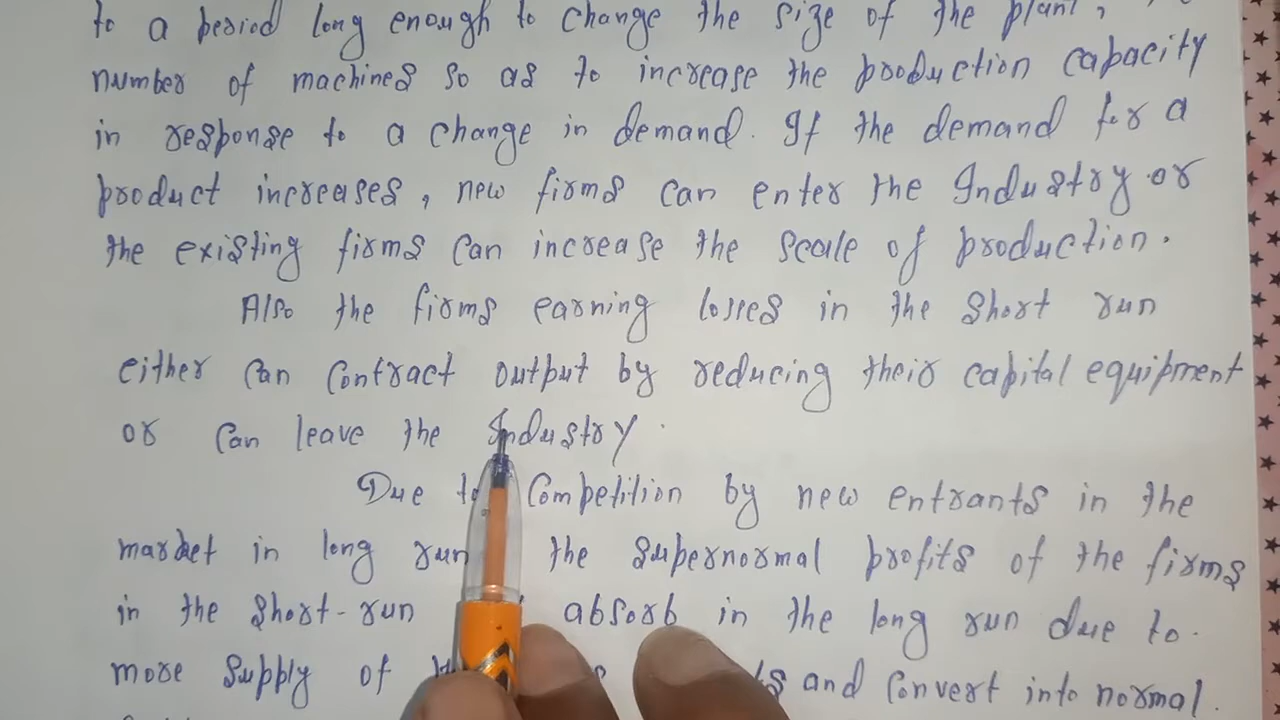 to a period long enough to change the size of the plant,
number of machines so as to increase the production capacity
in response to a change in demand. If the demand for a
product increases, new firms can enter the Industry or
the existing firms can increase the scale of production.
Also the firms earning losses in the short run
either can contract output by reducing their capital equipment
or can leave the Industry.
Due to Competition by new entrants in the
market in long run the supernormal profits of the firms
in the short-run absorb in the long run due to
more supply of and convert into normal